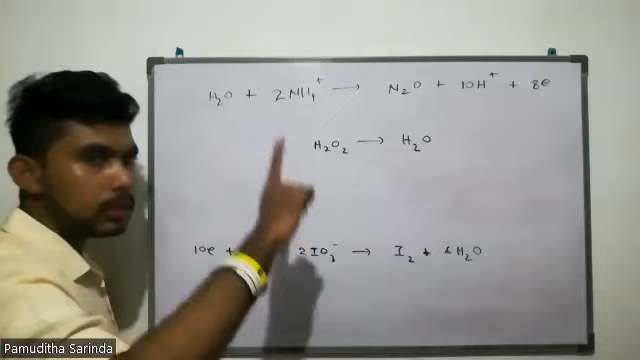 H₂O + 2NH₄⁺ → N₂O + 10H⁺ + 8e
H₂O₂ → H₂O
10e + 2IO₃⁻ → I₂ + 6H₂O
Pamuditha Sarinda